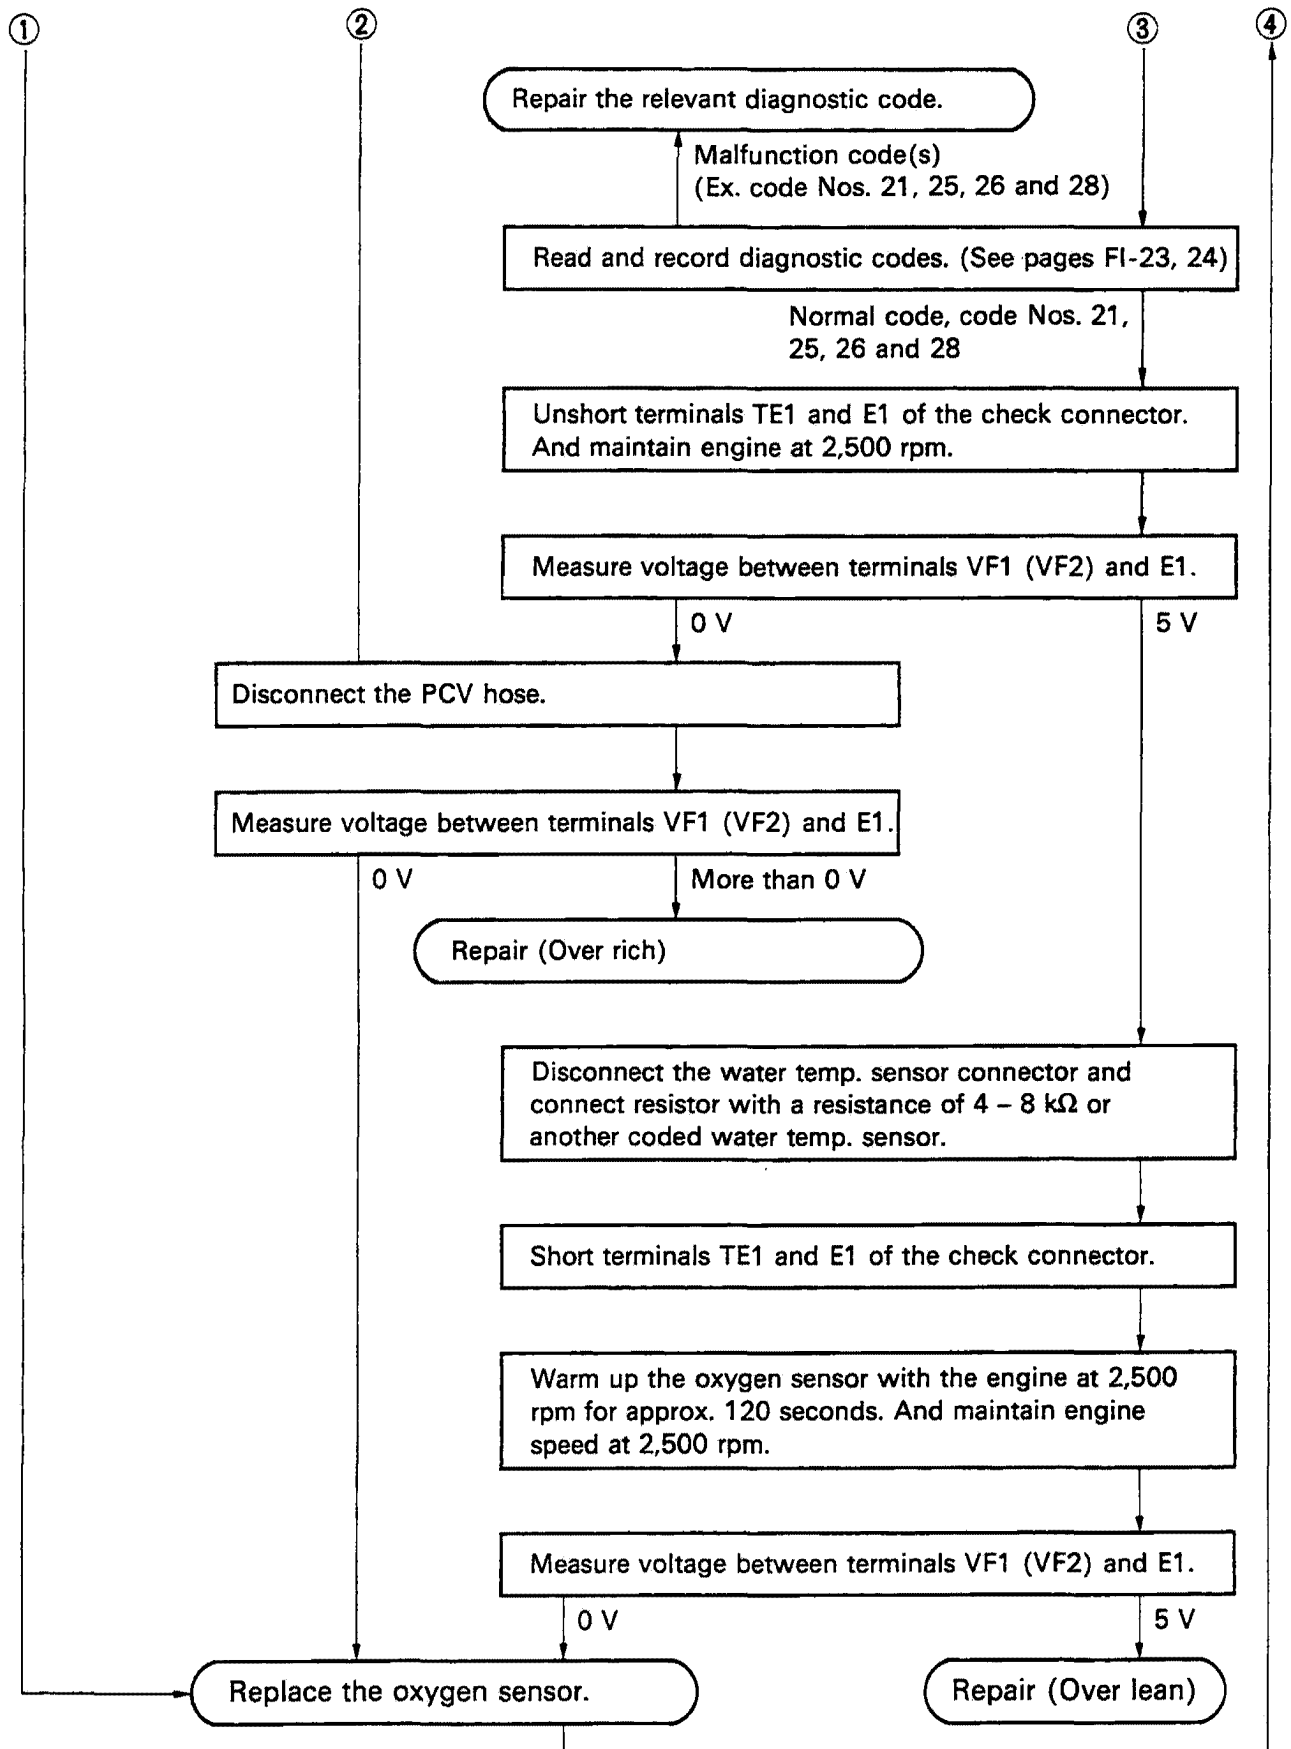 ① ② ③ ④
Repair the relevant diagnostic code.
Malfunction code(s)
(Ex. code Nos. 21, 25, 26 and 28)
Read and record diagnostic codes. (See pages FI-23, 24)
Normal code, code Nos. 21,
25, 26 and 28
Unshort terminals TE1 and E1 of the check connector.
And maintain engine at 2,500 rpm.
Measure voltage between terminals VF1 (VF2) and E1.
0 V 5 V
Disconnect the PCV hose.
Measure voltage between terminals VF1 (VF2) and E1.
0 V More than 0 V
Repair (Over rich)
Disconnect the water temp. sensor connector and
connect resistor with a resistance of 4 – 8 kΩ or
another coded water temp. sensor.
Short terminals TE1 and E1 of the check connector.
Warm up the oxygen sensor with the engine at 2,500
rpm for approx. 120 seconds. And maintain engine
speed at 2,500 rpm.
Measure voltage between terminals VF1 (VF2) and E1.
0 V 5 V
Replace the oxygen sensor. Repair (Over lean)